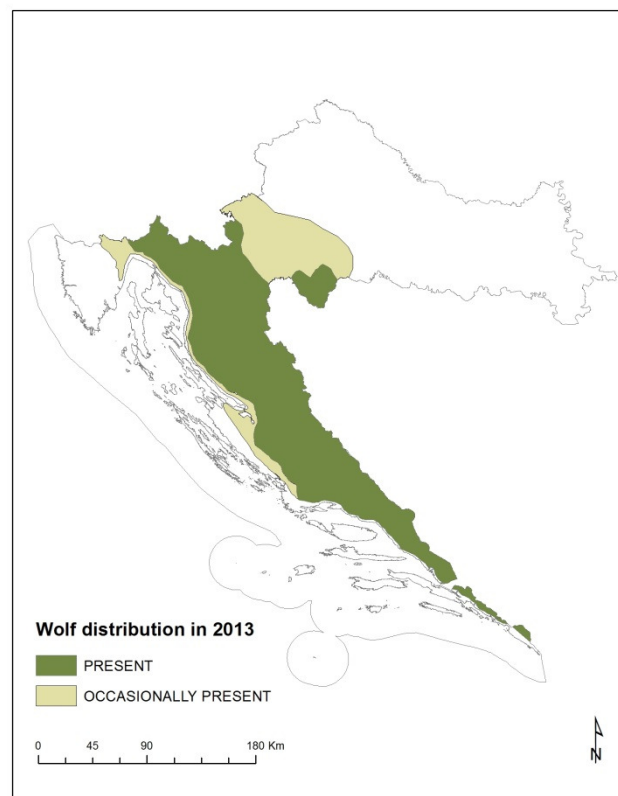 Wolf distribution in 2013
PRESENT
OCCASIONALLY PRESENT
0 45 90 180 Km
N